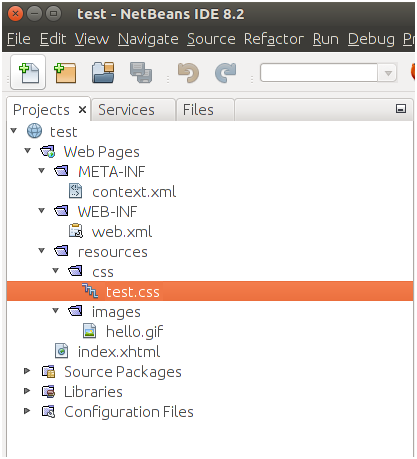 test - NetBeans IDE 8.2
File Edit View Navigate Source Refactor Run Debug
Projects Services Files
test
Web Pages
META-INF
context.xml
WEB-INF
web.xml
resources
css
test.css
images
hello.gif
index.xhtml
Source Packages
Libraries
Configuration Files